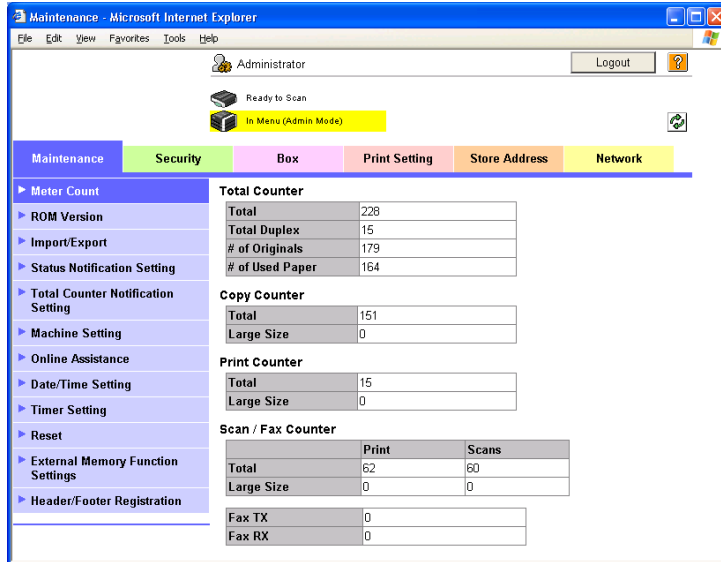 Maintenance - Microsoft Internet Explorer
File Edit View Favorites Tools Help
Administrator Logout ?
Ready to Scan
In Menu (Admin Mode)
Maintenance Security Box Print Setting Store Address Network
Meter Count
ROM Version
Import/Export
Status Notification Setting
Total Counter Notification
Setting
Machine Setting
Online Assistance
Date/Time Setting
Timer Setting
Reset
External Memory Function
Settings
Header/Footer Registration
Total Counter
Total 228
Total Duplex 15
# of Originals 179
# of Used Paper 164
Copy Counter
Total 151
Large Size 0
Print Counter
Total 15
Large Size 0
Scan / Fax Counter
Print Scans
Total 62 60
Large Size 0 0
Fax TX 0
Fax RX 0